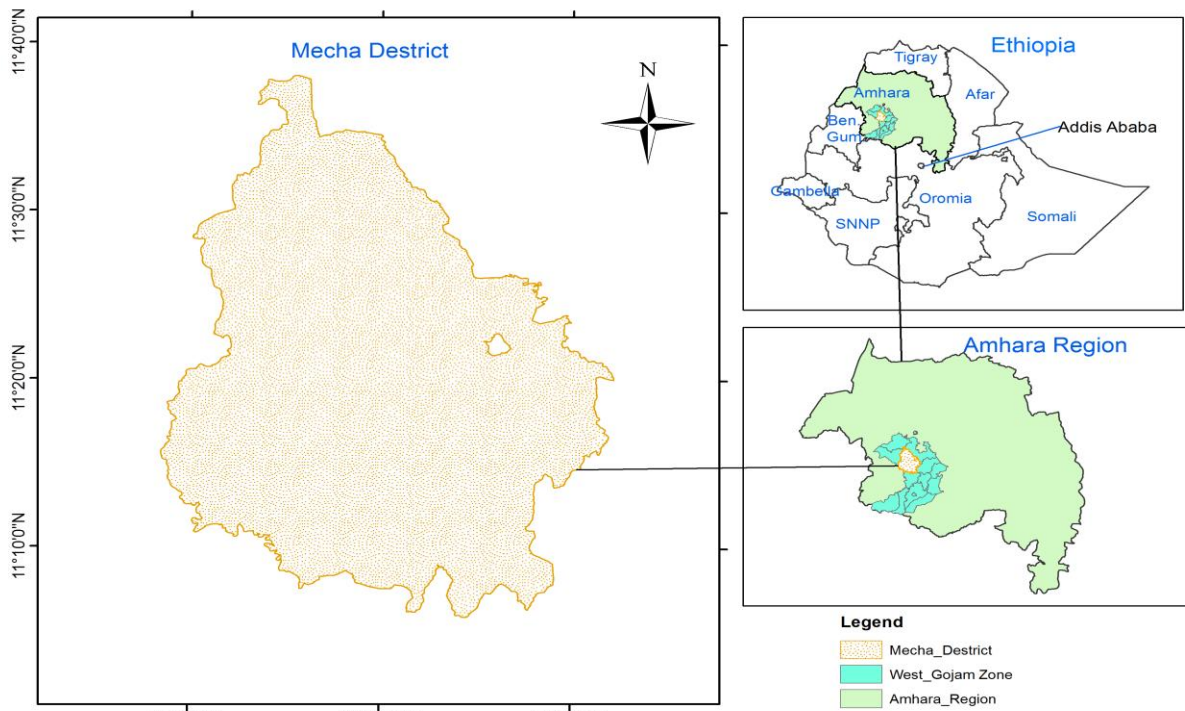 Mecha Destrict
N
11°40'0"N
11°30'0"N
11°20'0"N
11°10'0"N
Ethiopia
Tigray
Amhara
Afar
Ben.
Gum
Addis Ababa
Gambella
Oromia
SNNP
Somali
Amhara Region
Legend
Mecha_Destrict
West_Gojam Zone
Amhara_Region